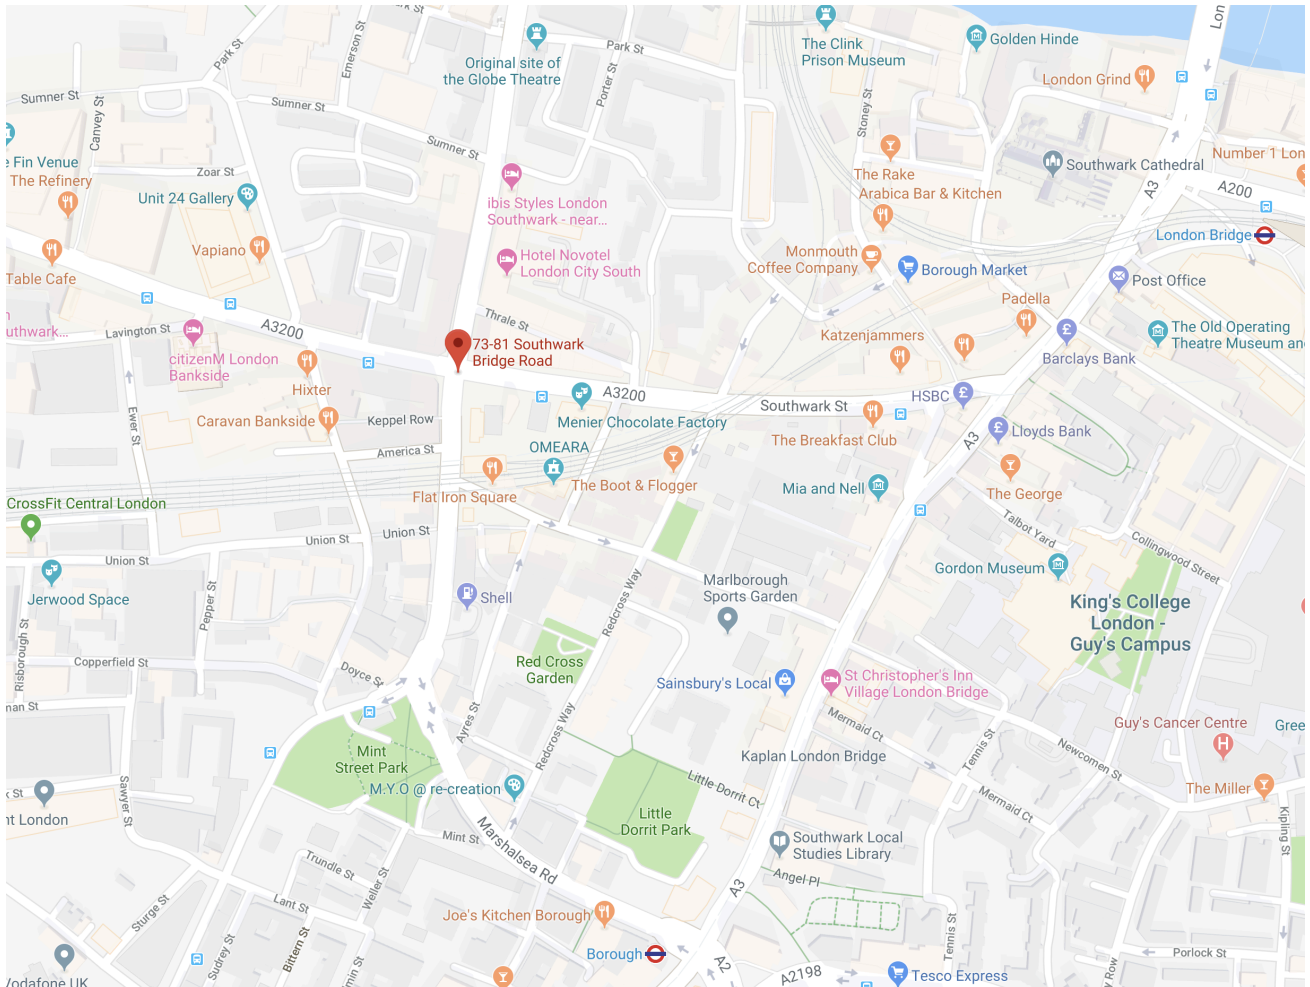 Park St
Emerson St
Original site of
the Globe Theatre
Park St
Porter St
The Clink
Prison Museum
Golden Hinde
Lon
London Grind
Sumner St
Canvey St
Sumner St
Sumner St
Stoney St
e Fin Venue
The Refinery
Zoar St
Unit 24 Gallery
ibis Styles London
Southwark - near...
The Rake
Arabica Bar & Kitchen
Southwark Cathedral
Number 1 Lon
A3
A200
Table Cafe
Vapiano
Hotel Novotel
London City South
Monmouth
Coffee Company
Borough Market
London Bridge
Post Office
Padella
uthwark...
Lavington St
A3200
Thrale St
73-81 Southwark
Bridge Road
Katzenjammers
Barclays Bank
The Old Operating
Theatre Museum and
citizenM London
Bankside
Hixter
A3200
Menier Chocolate Factory
Southwark St
HSBC
Caravan Bankside
Keppel Row
Ewer St
America St
OMEARA
The Breakfast Club
A3
Lloyds Bank
Flat Iron Square
The Boot & Flogger
Mia and Nell
The George
CrossFit Central London
Union St
Union St
Union St
Talbot Yard
Collingwood Street
Jerwood Space
Pepper St
Shell
Redcross Way
Marlborough
Sports Garden
Gordon Museum
King's College
London -
Guy's Campus
Risborough St
Copperfield St
Doyce St
Red Cross
Garden
Sainsbury's Local
St Christopher's Inn
Village London Bridge
nan St
Ayres St
Redcross Way
Mermaid Ct
Tennis St
Newcomen St
Guy's Cancer Centre
Gree
Mint
Street Park
M.Y.O @ re-creation
Kaplan London Bridge
Little Dorrit Ct
Mermaid Ct
The Miller
Kipling St
k St
nt London
Sawyer St
Mint St
Marshalsea Rd
Little
Dorrit Park
Southwark Local
Studies Library
Trundle St
Weller St
Angel Pl
A3
Sturge St
Lant St
Joe's Kitchen Borough
Borough
Tennis St
Sudrey St
Bittern St
min St
Vodafone UK
A2
A2198
Tesco Express
y Row
Porlock St